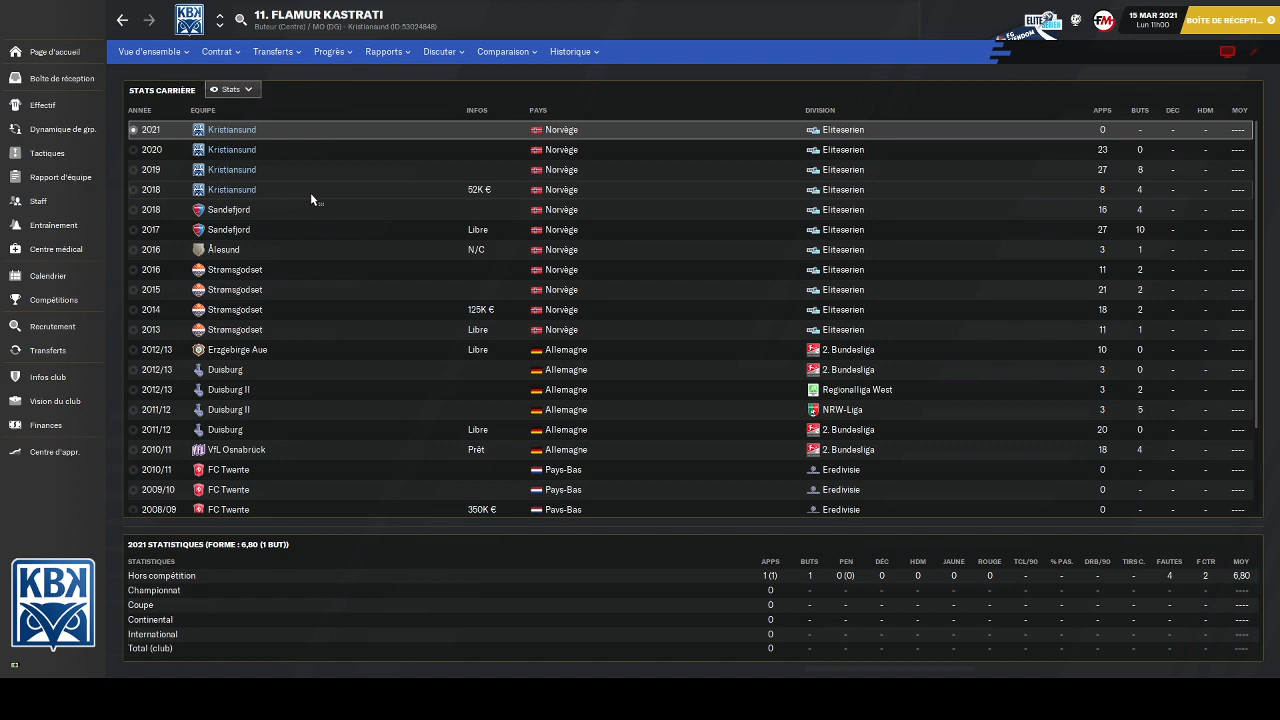 11. FLAMUR KASTRATI
Buteur (Centre) / MO (DG) - Kristiansund (ID:53024848)
ELITE SERIEN
FM
15 MAR 2021
Lun 11h00
BOÎTE DE RÉCEPTI...
Page d'accueil
Boîte de réception
Effectif
Dynamique de grp.
Tactiques
Rapport d'équipe
Staff
Entraînement
Centre médical
Calendrier
Compétitions
Recrutement
Transferts
Infos club
Vision du club
Finances
Centre d'appr.
KBK
Vue d'ensemble Contrat Transferts Progrès Rapports Discuter Comparaison Historique
STATS CARRIÈRE Stats
ANNÉE EQUIPE INFOS PAYS DIVISION APPS BUTS DÉC HDM MOY
2021 Kristiansund Norvège Eliteserien 0 - - - ----
2020 Kristiansund Norvège Eliteserien 23 0 - - ----
2019 Kristiansund Norvège Eliteserien 27 8 - - ----
2018 Kristiansund 52K € Norvège Eliteserien 8 4 - - ----
2018 Sandefjord Norvège Eliteserien 16 4 - - ----
2017 Sandefjord Libre Norvège Eliteserien 27 10 - - ----
2016 Ålesund N/C Norvège Eliteserien 3 1 - - ----
2016 Strømsgodset Norvège Eliteserien 11 2 - - ----
2015 Strømsgodset Norvège Eliteserien 21 2 - - ----
2014 Strømsgodset 125K € Norvège Eliteserien 18 2 - - ----
2013 Strømsgodset Libre Norvège Eliteserien 11 1 - - ----
2012/13 Erzgebirge Aue Libre Allemagne 2. Bundesliga 10 0 - - ----
2012/13 Duisburg Allemagne 2. Bundesliga 3 0 - - ----
2012/13 Duisburg II Allemagne Regionalliga West 3 2 - - ----
2011/12 Duisburg II Allemagne NRW-Liga 3 5 - - ----
2011/12 Duisburg Libre Allemagne 2. Bundesliga 20 0 - - ----
2010/11 VfL Osnabrück Prêt Allemagne 2. Bundesliga 18 4 - - ----
2010/11 FC Twente Pays-Bas Eredivisie 0 - - - ----
2009/10 FC Twente Pays-Bas Eredivisie 0 - - - ----
2008/09 FC Twente 350K € Pays-Bas Eredivisie 0 - - - ----
2021 STATISTIQUES (FORME : 6,80 (1 BUT))
STATISTIQUES APPS BUTS PEN DÉC HDM JAUNE ROUGE TCL/90 % PAS. DRB/90 TIRS C. FAUTES F CTR MOY
Hors compétition 1 (1) 1 0 (0) 0 0 0 0 - - - - 4 2 6,80
Championnat 0 - - - - - - - - - - - - ----
Coupe 0 - - - - - - - - - - - - ----
Continental 0 - - - - - - - - - - - - ----
International 0 - - - - - - - - - - - - ----
Total (club) 0 - - - - - - - - - - - - ----